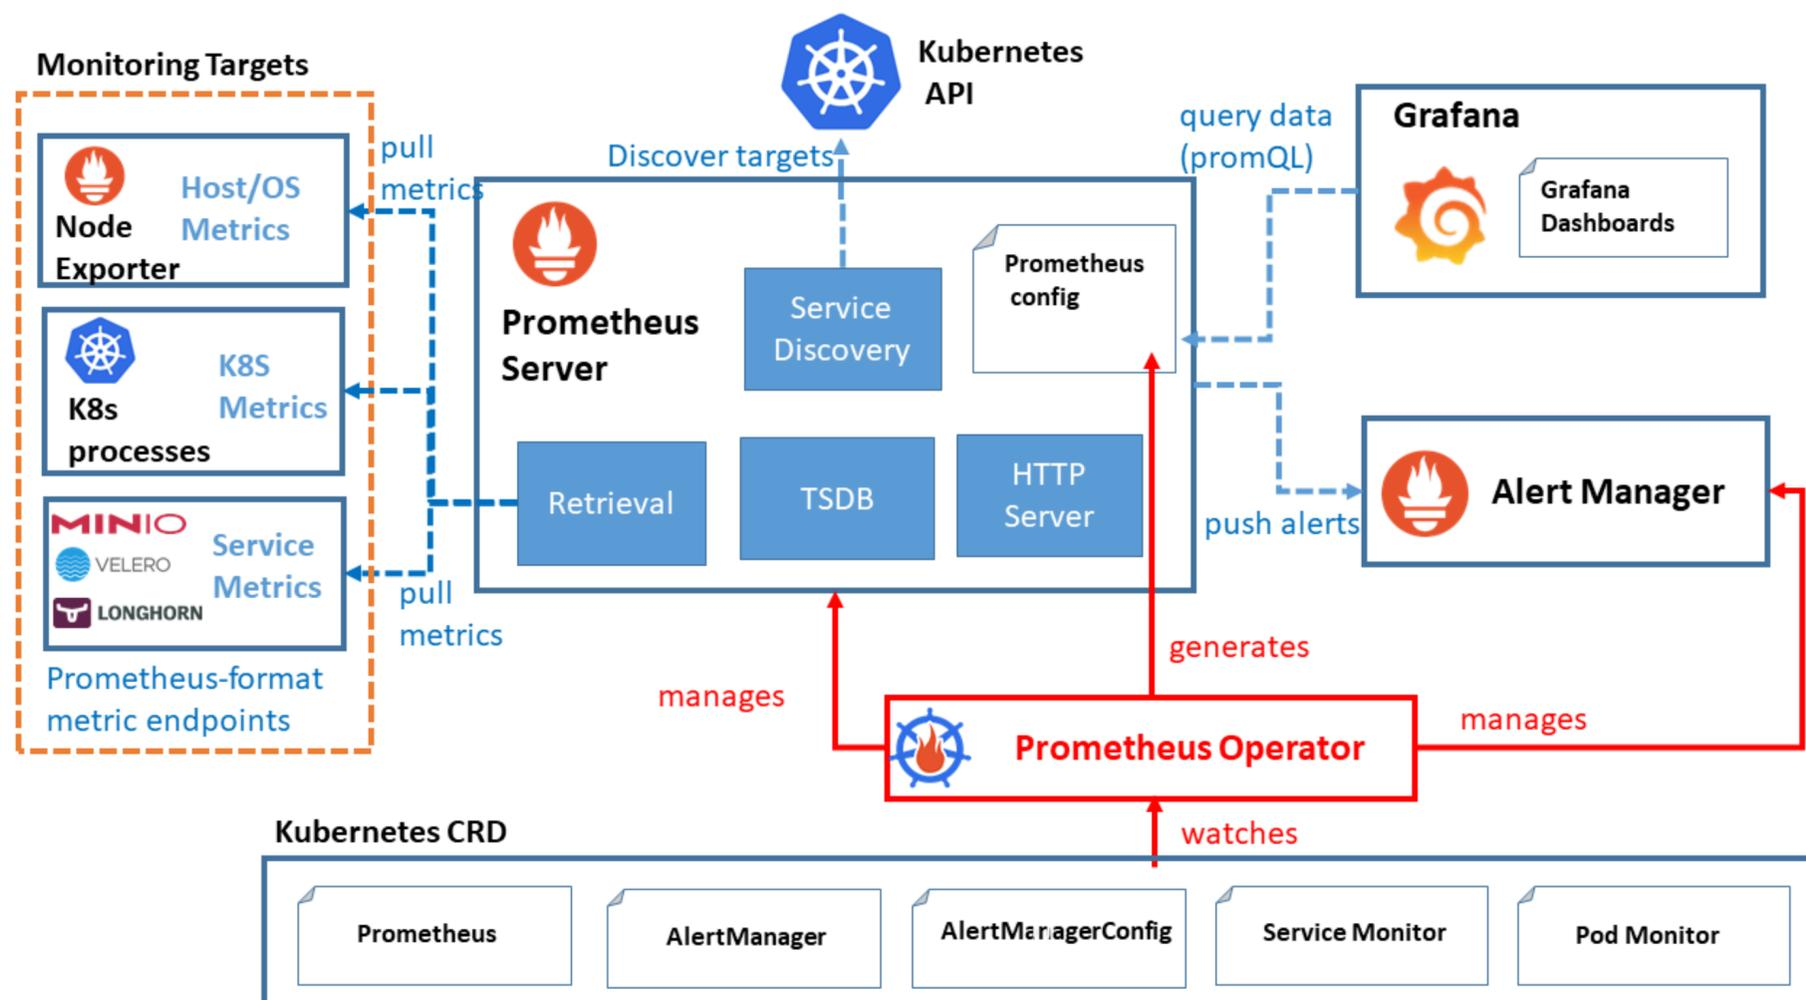 Monitoring Targets
Kubernetes
API
pull
metrics
Discover targets
query data
(promQL)
Grafana
Grafana
Dashboards
Node
Exporter
Host/OS
Metrics
K8s
processes
K8S
Metrics
MINIO
VELERO
LONGHORN
Service
Metrics
Prometheus-format
metric endpoints
pull
metrics
Prometheus
Server
Service
Discovery
Prometheus
config
Retrieval
TSDB
HTTP
Server
push alerts
Alert Manager
generates
manages
Prometheus Operator
manages
watches
Kubernetes CRD
Prometheus
AlertManager
AlertManagerConfig
Service Monitor
Pod Monitor